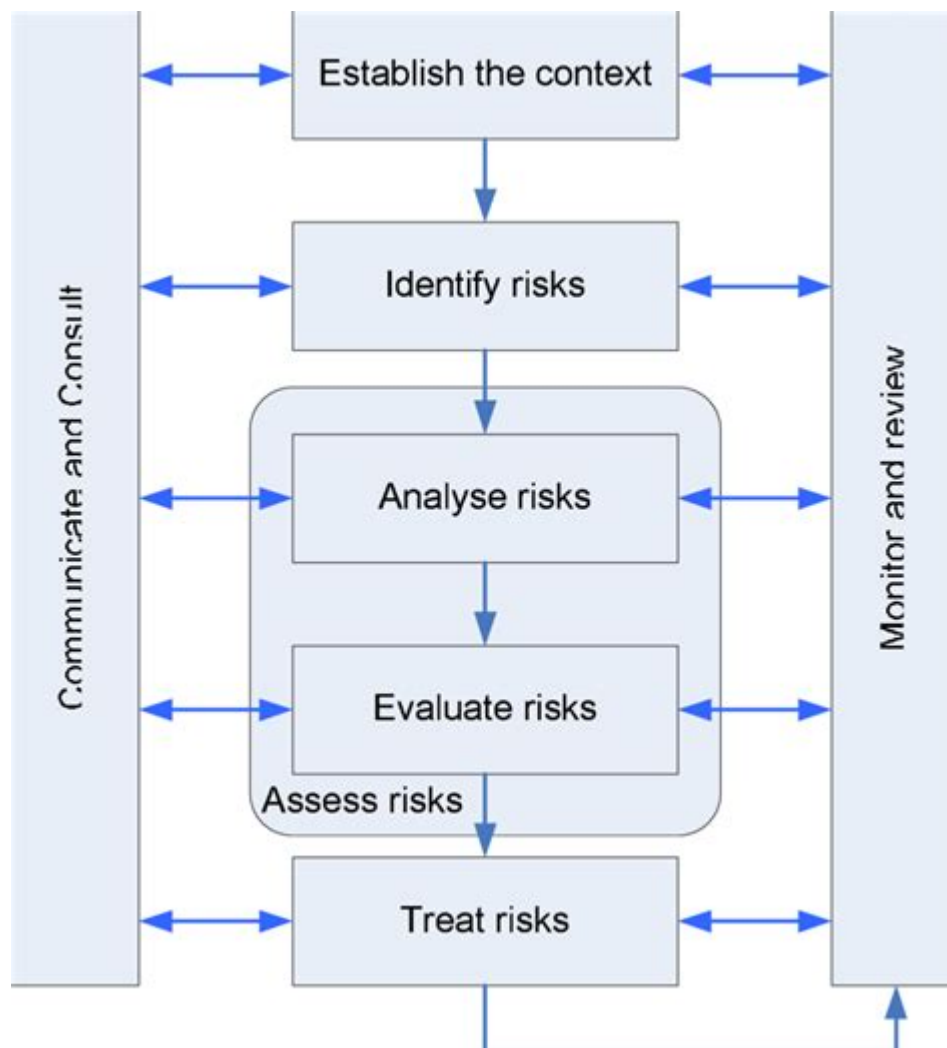 Establish the context
Identify risks
Communicate and Consult
Monitor and review
Analyse risks
Evaluate risks
Assess risks
Treat risks